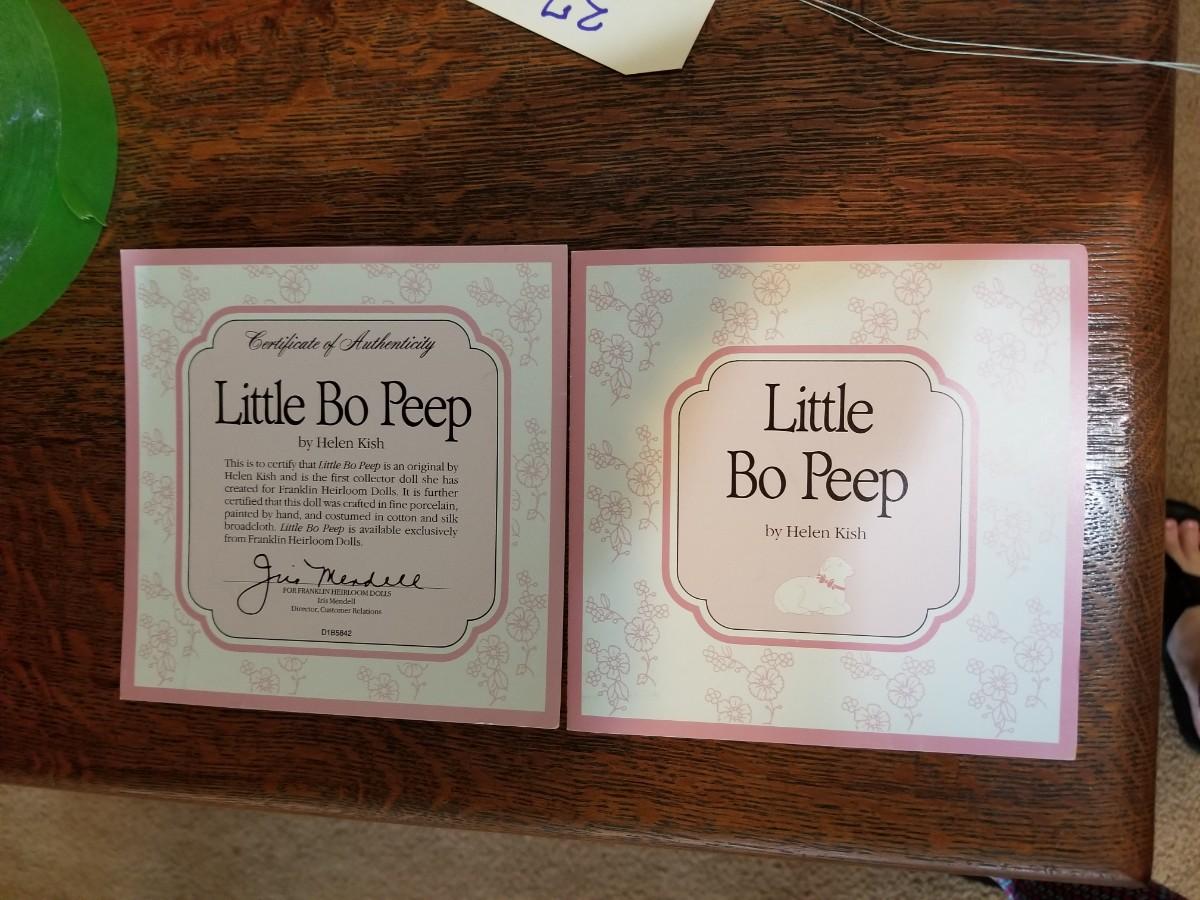 27
Certificate of Authenticity
Little Bo Peep
by Helen Kish
This is to certify that Little Bo Peep is an original by
Helen Kish and is the first collector doll she has
created for Franklin Heirloom Dolls. It is further
certified that this doll was crafted in fine porcelain,
painted by hand, and costumed in cotton and silk
broadcloth. Little Bo Peep is available exclusively
from Franklin Heirloom Dolls.
Iris Mendell
FOR FRANKLIN HEIRLOOM DOLLS
Iris Mendell
Director, Customer Relations
D1B5842
Little
Bo Peep
by Helen Kish